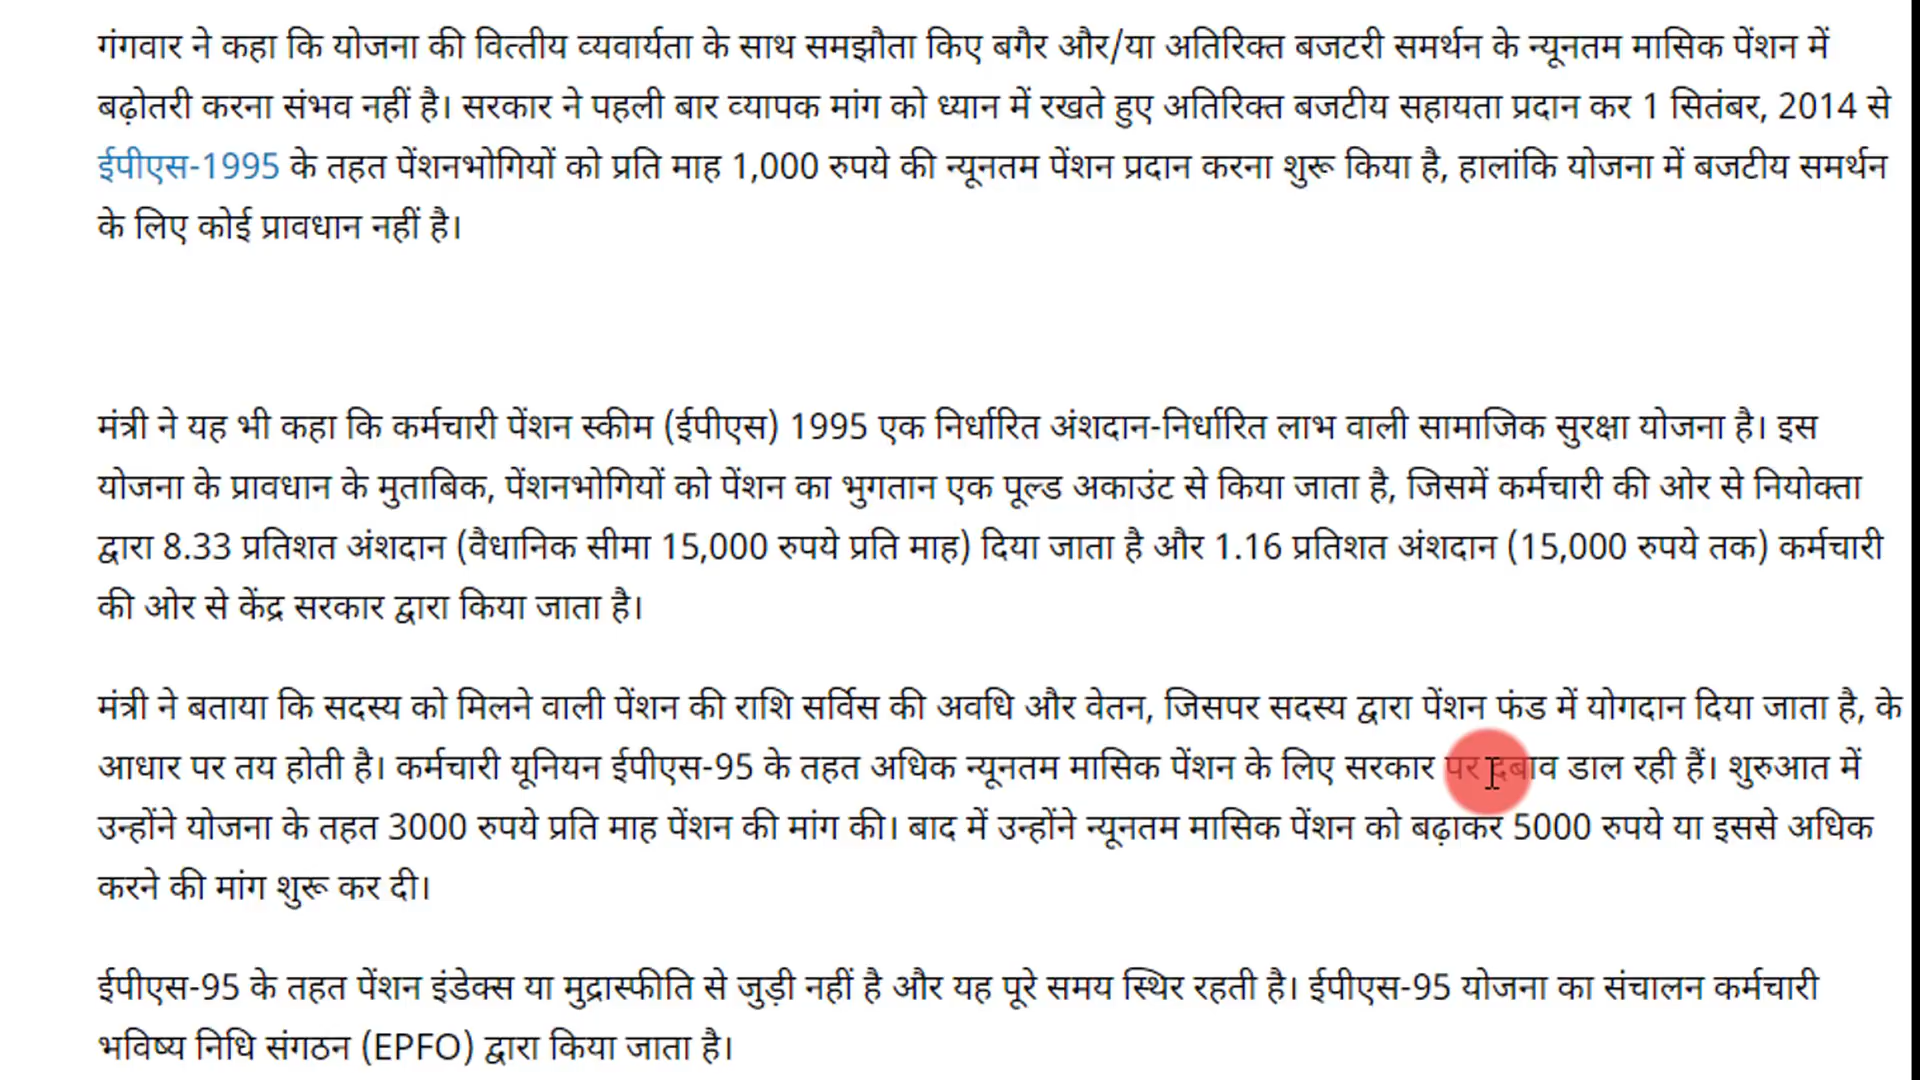 गंगवार ने कहा कि योजना की वित्तीय व्यवार्यता के साथ समझौता किए बगैर और/या अतिरिक्त बजटरी समर्थन के न्यूनतम मासिक पेंशन में
बढ़ोतरी करना संभव नहीं है। सरकार ने पहली बार व्यापक मांग को ध्यान में रखते हुए अतिरिक्त बजटीय सहायता प्रदान कर 1 सितंबर, 2014 से
ईपीएस-1995 के तहत पेंशनभोगियों को प्रति माह 1,000 रुपये की न्यूनतम पेंशन प्रदान करना शुरू किया है, हालांकि योजना में बजटीय समर्थन
के लिए कोई प्रावधान नहीं है।
मंत्री ने यह भी कहा कि कर्मचारी पेंशन स्कीम (ईपीएस) 1995 एक निर्धारित अंशदान-निर्धारित लाभ वाली सामाजिक सुरक्षा योजना है। इस
योजना के प्रावधान के मुताबिक, पेंशनभोगियों को पेंशन का भुगतान एक पूल्ड अकाउंट से किया जाता है, जिसमें कर्मचारी की ओर से नियोक्ता
द्वारा 8.33 प्रतिशत अंशदान (वैधानिक सीमा 15,000 रुपये प्रति माह) दिया जाता है और 1.16 प्रतिशत अंशदान (15,000 रुपये तक) कर्मचारी
की ओर से केंद्र सरकार द्वारा किया जाता है।
मंत्री ने बताया कि सदस्य को मिलने वाली पेंशन की राशि सर्विस की अवधि और वेतन, जिसपर सदस्य द्वारा पेंशन फंड में योगदान दिया जाता है, के
आधार पर तय होती है। कर्मचारी यूनियन ईपीएस-95 के तहत अधिक न्यूनतम मासिक पेंशन के लिए सरकार पर दबाव डाल रही हैं। शुरुआत में
उन्होंने योजना के तहत 3000 रुपये प्रति माह पेंशन की मांग की। बाद में उन्होंने न्यूनतम मासिक पेंशन को बढ़ाकर 5000 रुपये या इससे अधिक
करने की मांग शुरू कर दी।
ईपीएस-95 के तहत पेंशन इंडेक्स या मुद्रास्फीति से जुड़ी नहीं है और यह पूरे समय स्थिर रहती है। ईपीएस-95 योजना का संचालन कर्मचारी
भविष्य निधि संगठन (EPFO) द्वारा किया जाता है।